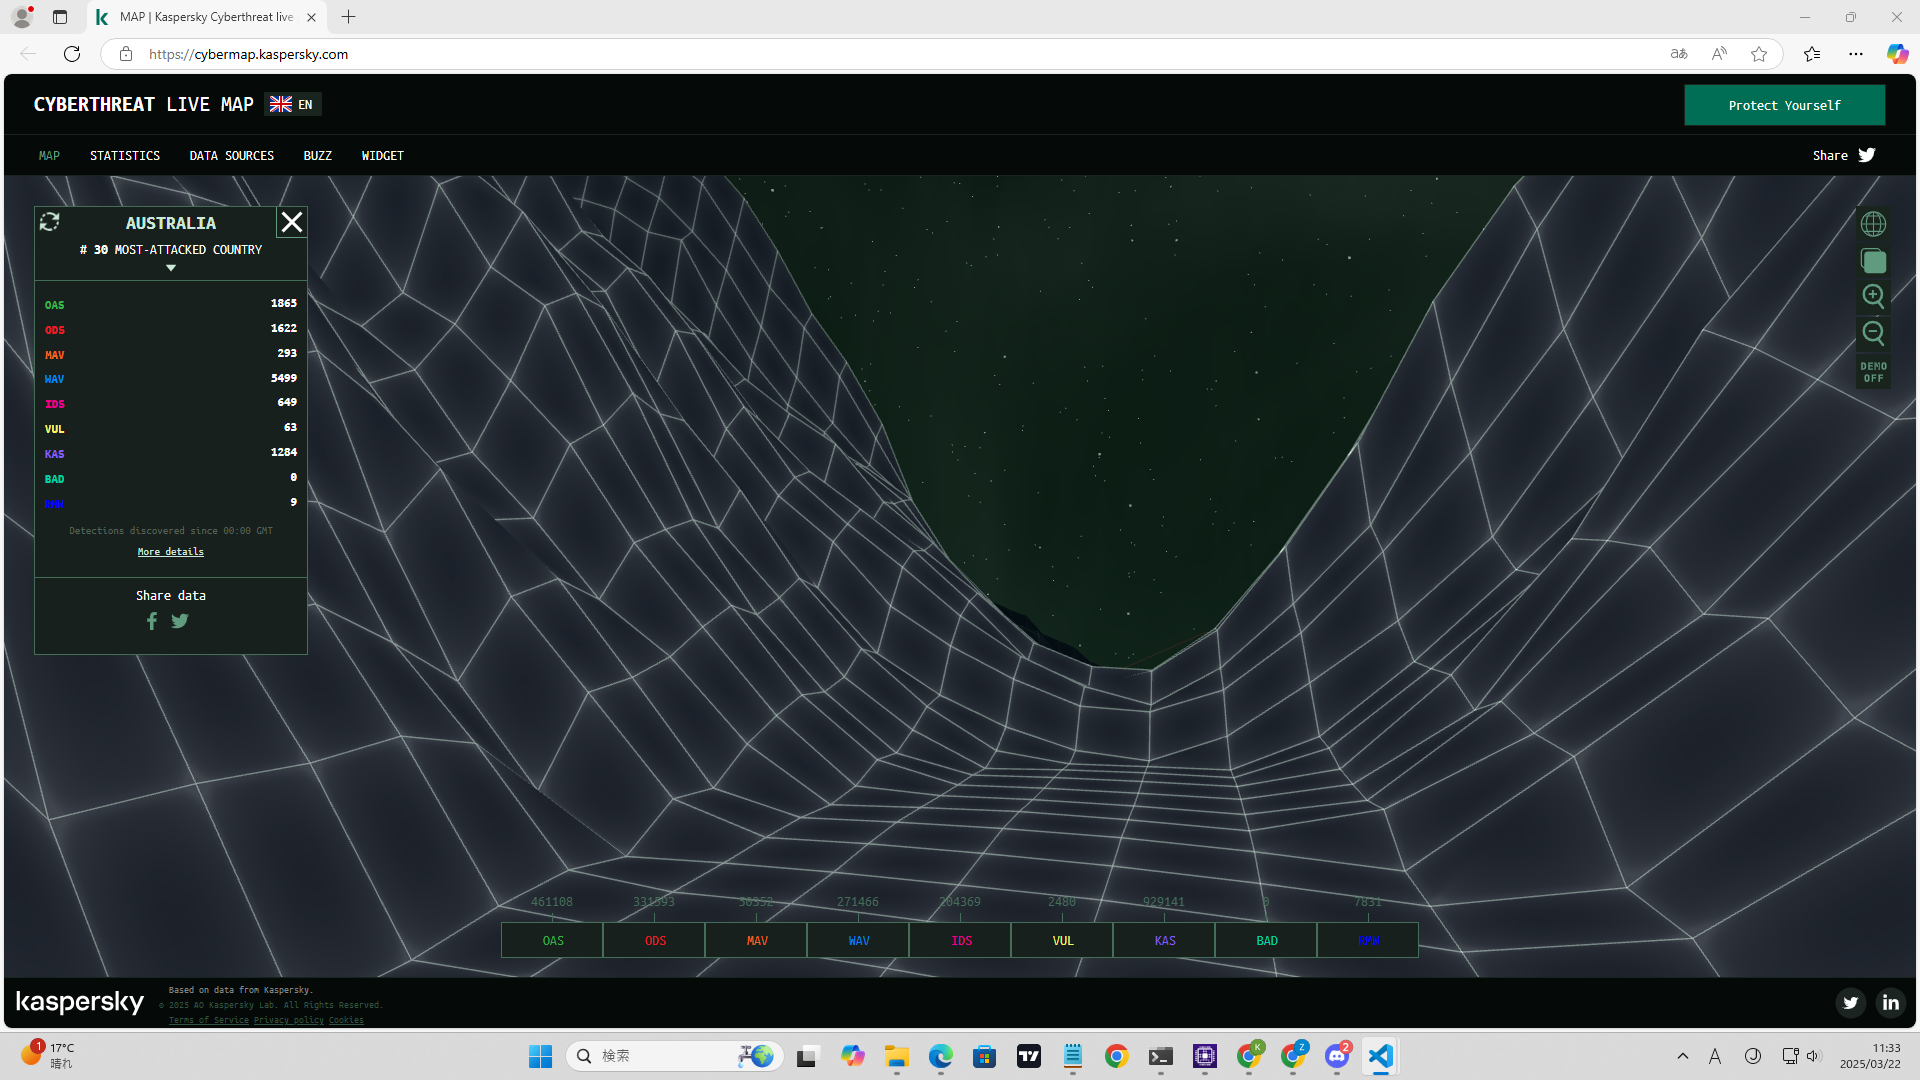 MAP | Kaspersky Cyberthreat live
https://cybermap.kaspersky.com
CYBERTHREAT LIVE MAP EN
Protect Yourself
MAP STATISTICS DATA SOURCES BUZZ WIDGET
Share
AUSTRALIA
# 30 MOST-ATTACKED COUNTRY
OAS 1865
ODS 1622
MAV 293
WAV 5499
IDS 649
VUL 63
KAS 1284
BAD 0
RMW 9
Detections discovered since 00:00 GMT
More details
Share data
DEMO
OFF
461108 331593 50352 271466 204369 2480 929141 0 7831
OAS ODS MAV WAV IDS VUL KAS BAD RMW
kaspersky
Based on data from Kaspersky.
© 2025 AO Kaspersky Lab. All Rights Reserved.
Terms of Service Privacy policy Cookies
1
17°C
晴れ
検索
K
Z
2
A
11:33
2025/03/22